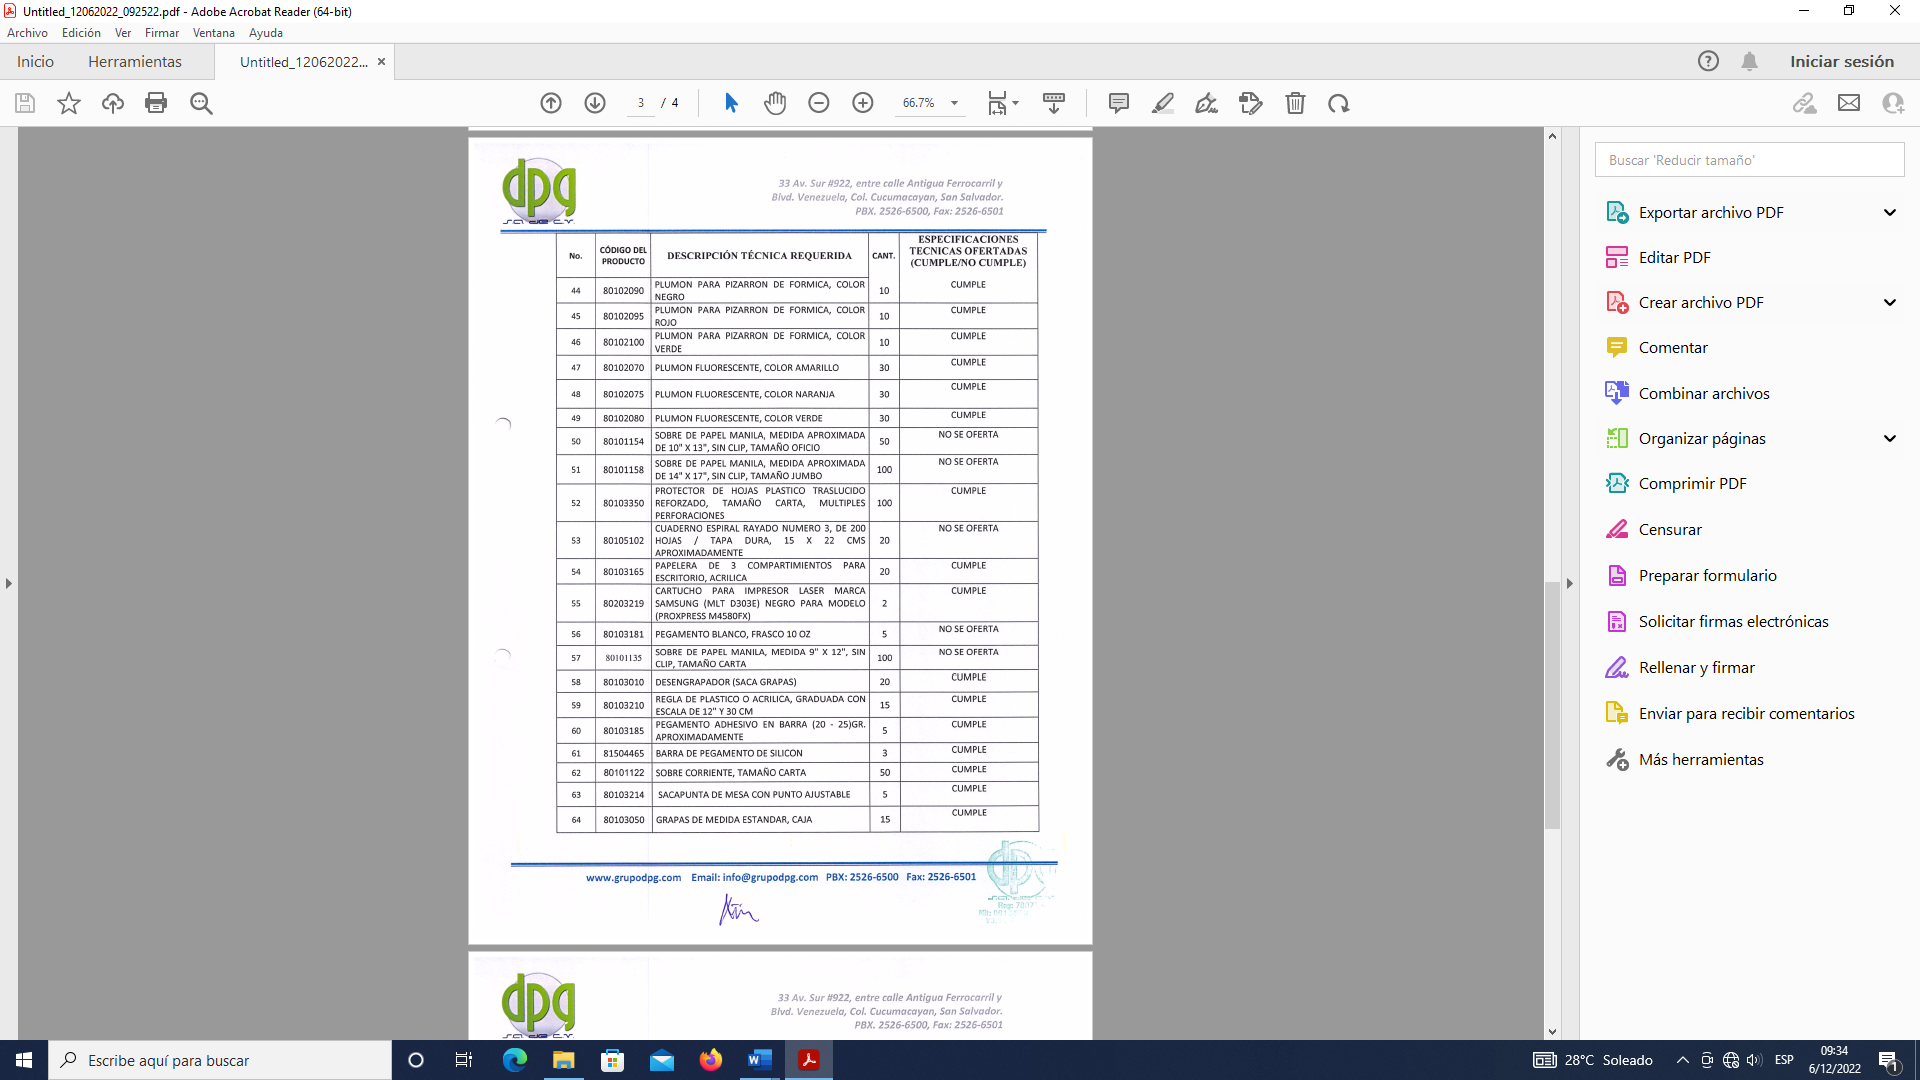 Untitled_12062022_092522.pdf - Adobe Acrobat Reader (64-bit)
Archivo Edición Ver Firmar Ventana Ayuda
Inicio Herramientas Untitled_12062022... Iniciar sesión
3 / 4 66.7%
Buscar 'Reducir tamaño'
Exportar archivo PDF
Editar PDF
Crear archivo PDF
Comentar
Combinar archivos
Organizar páginas
Comprimir PDF
Censurar
Preparar formulario
Solicitar firmas electrónicas
Rellenar y firmar
Enviar para recibir comentarios
Más herramientas
dpg
S.A. DE C.V.
33 Av. Sur #922, entre calle Antigua Ferrocarril y
Blvd. Venezuela, Col. Cucumacayan, San Salvador.
PBX. 2526-6500, Fax: 2526-6501
No. CÓDIGO DEL PRODUCTO DESCRIPCIÓN TÉCNICA REQUERIDA CANT. ESPECIFICACIONES TECNICAS OFERTADAS (CUMPLE/NO CUMPLE)
44 80102090 PLUMON PARA PIZARRON DE FORMICA, COLOR NEGRO 10 CUMPLE
45 80102095 PLUMON PARA PIZARRON DE FORMICA, COLOR ROJO 10 CUMPLE
46 80102100 PLUMON PARA PIZARRON DE FORMICA, COLOR VERDE 10 CUMPLE
47 80102070 PLUMON FLUORESCENTE, COLOR AMARILLO 30 CUMPLE
48 80102075 PLUMON FLUORESCENTE, COLOR NARANJA 30 CUMPLE
49 80102080 PLUMON FLUORESCENTE, COLOR VERDE 30 CUMPLE
50 80101154 SOBRE DE PAPEL MANILA, MEDIDA APROXIMADA DE 10" X 13", SIN CLIP, TAMAÑO OFICIO 50 NO SE OFERTA
51 80101158 SOBRE DE PAPEL MANILA, MEDIDA APROXIMADA DE 14" X 17", SIN CLIP, TAMAÑO JUMBO 100 NO SE OFERTA
52 80103350 PROTECTOR DE HOJAS PLASTICO TRASLUCIDO REFORZADO, TAMAÑO CARTA, MULTIPLES PERFORACIONES 100 CUMPLE
53 80105102 CUADERNO ESPIRAL RAYADO NUMERO 3, DE 200 HOJAS / TAPA DURA, 15 X 22 CMS APROXIMADAMENTE 20 NO SE OFERTA
54 80103165 PAPELERA DE 3 COMPARTIMIENTOS PARA ESCRITORIO, ACRILICA 20 CUMPLE
55 80203219 CARTUCHO PARA IMPRESOR LASER MARCA SAMSUNG (MLT D303E) NEGRO PARA MODELO (PROXPRESS M4580FX) 2 CUMPLE
56 80103181 PEGAMENTO BLANCO, FRASCO 10 OZ 5 NO SE OFERTA
57 80101135 SOBRE DE PAPEL MANILA, MEDIDA 9" X 12", SIN CLIP, TAMAÑO CARTA 100 NO SE OFERTA
58 80103010 DESENGRAPADOR (SACA GRAPAS) 20 CUMPLE
59 80103210 REGLA DE PLASTICO O ACRILICA, GRADUADA CON ESCALA DE 12" Y 30 CM 15 CUMPLE
60 80103185 PEGAMENTO ADHESIVO EN BARRA (20 - 25)GR. APROXIMADAMENTE 5 CUMPLE
61 81504465 BARRA DE PEGAMENTO DE SILICON 3 CUMPLE
62 80101122 SOBRE CORRIENTE, TAMAÑO CARTA 50 CUMPLE
63 80103214 SACAPUNTA DE MESA CON PUNTO AJUSTABLE 5 CUMPLE
64 80103050 GRAPAS DE MEDIDA ESTANDAR, CAJA 15 CUMPLE
www.grupodpg.com Email: info@grupodpg.com PBX: 2526-6500 Fax: 2526-6501
dpg
S.A. DE C.V.
33 Av. Sur #922, entre calle Antigua Ferrocarril y
Blvd. Venezuela, Col. Cucumacayan, San Salvador.
PBX. 2526-6500, Fax: 2526-6501
Escribe aquí para buscar
28°C Soleado ESP
09:34
6/12/2022
1